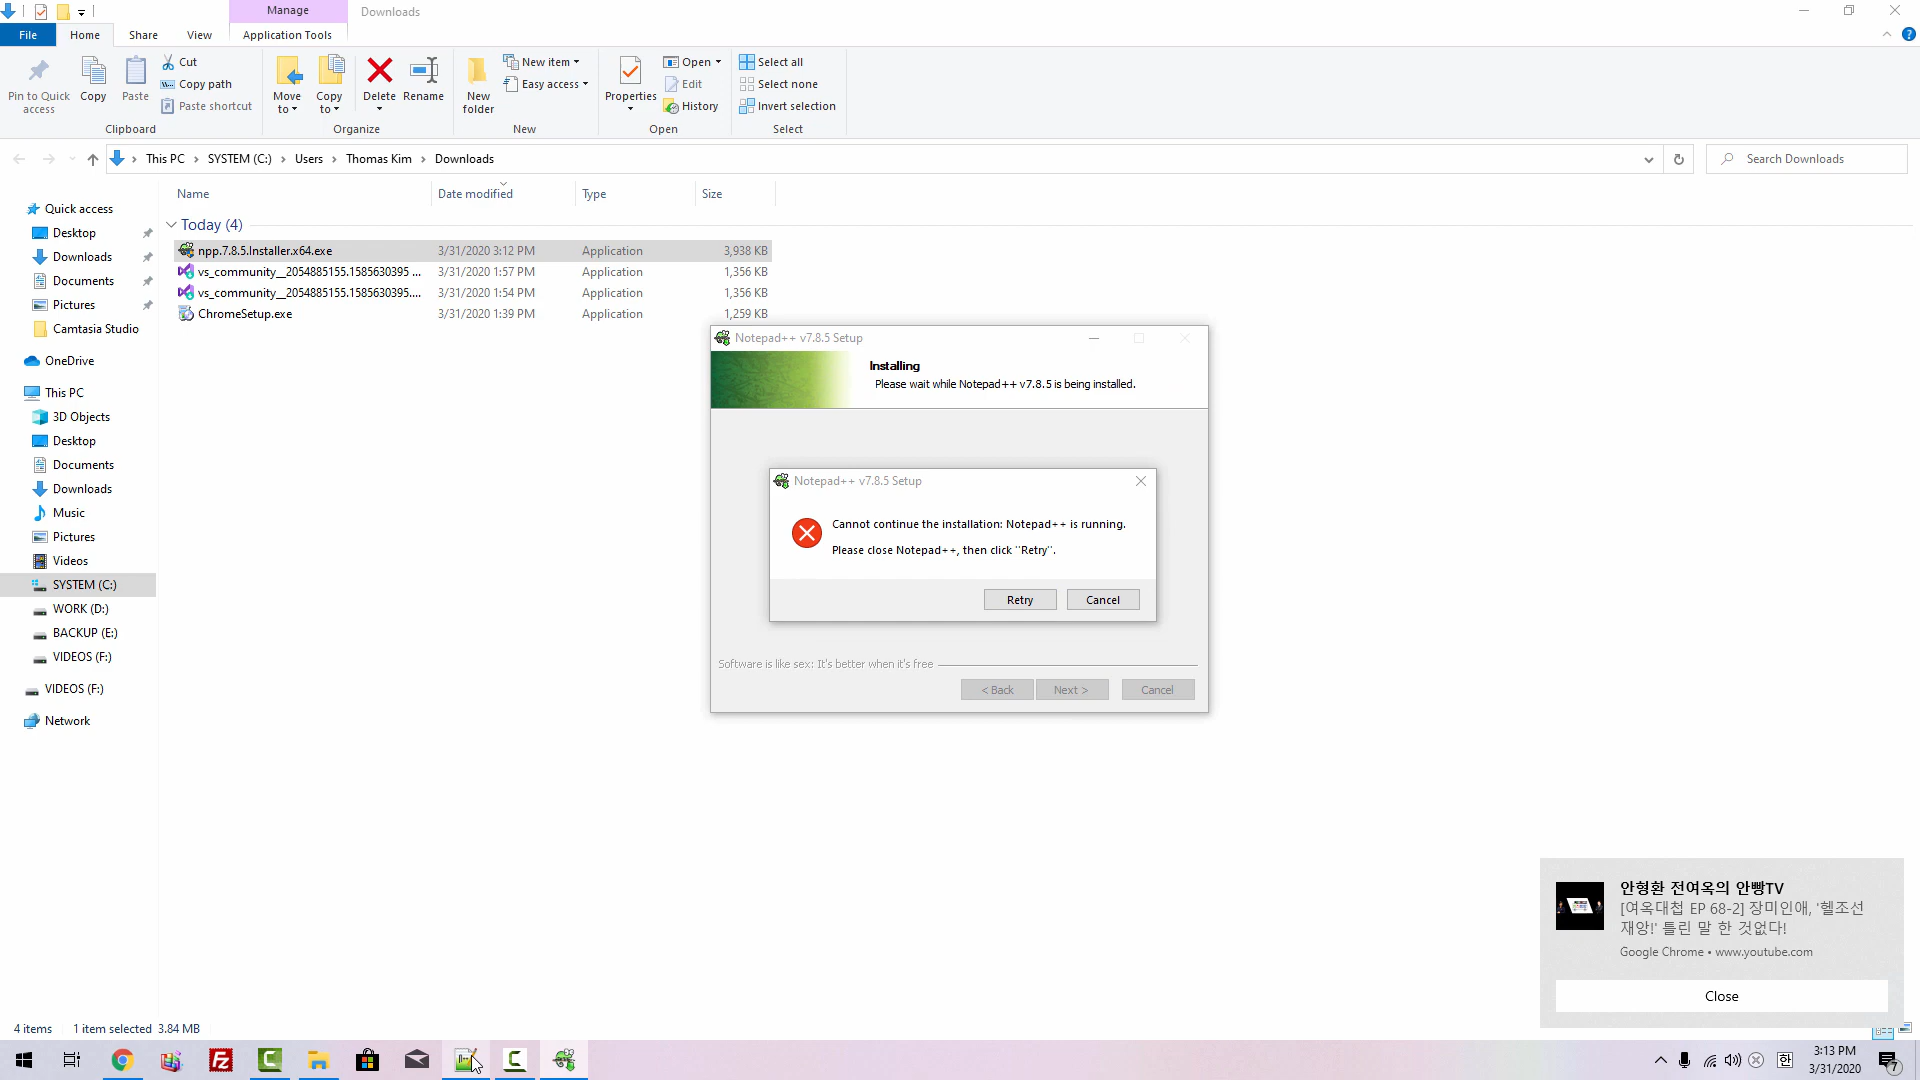 Manage
Downloads
File
Home
Share
View
Application Tools
Pin to Quick access
Copy
Paste
Cut
Copy path
Paste shortcut
Clipboard
Move to
Copy to
Delete
Rename
Organize
New folder
New item
Easy access
New
Properties
Open
Edit
History
Open
Select all
Select none
Invert selection
Select
This PC
SYSTEM (C:)
Users
Thomas Kim
Downloads
Search Downloads
Name
Date modified
Type
Size
Today (4)
npp.7.8.5.Installer.x64.exe 3/31/2020 3:12 PM Application 3,938 KB
vs_community__2054885155.1585630395 ... 3/31/2020 1:57 PM Application 1,356 KB
vs_community__2054885155.1585630395.... 3/31/2020 1:54 PM Application 1,356 KB
ChromeSetup.exe 3/31/2020 1:39 PM Application 1,259 KB
Quick access
Desktop
Downloads
Documents
Pictures
Camtasia Studio
OneDrive
This PC
3D Objects
Desktop
Documents
Downloads
Music
Pictures
Videos
SYSTEM (C:)
WORK (D:)
BACKUP (E:)
VIDEOS (F:)
VIDEOS (F:)
Network
Notepad++ v7.8.5 Setup
Installing
Please wait while Notepad++ v7.8.5 is being installed.
Notepad++ v7.8.5 Setup
Cannot continue the installation: Notepad++ is running.
Please close Notepad++, then click ''Retry''.
Retry
Cancel
Software is like sex: It's better when it's free
< Back
Next >
Cancel
안형환 전여옥의 안빵TV
[여옥대첩 EP 68-2] 장미인애, '헬조선
재앙!' 틀린 말 한 것없다!
Google Chrome • www.youtube.com
Close
4 items
1 item selected 3.84 MB
한
3:13 PM
3/31/2020
7